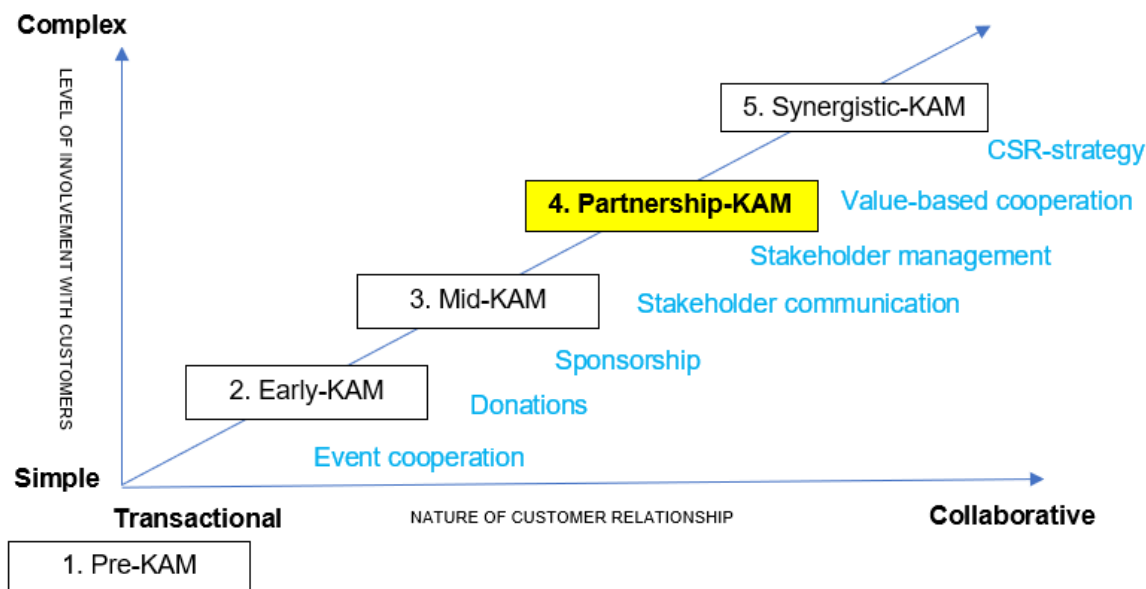 Complex
LEVEL OF INVOLVEMENT WITH CUSTOMERS
5. Synergistic-KAM
CSR-strategy
4. Partnership-KAM
Value-based cooperation
Stakeholder management
3. Mid-KAM
Stakeholder communication
Sponsorship
2. Early-KAM
Donations
Event cooperation
Simple
Transactional
NATURE OF CUSTOMER RELATIONSHIP
Collaborative
1. Pre-KAM